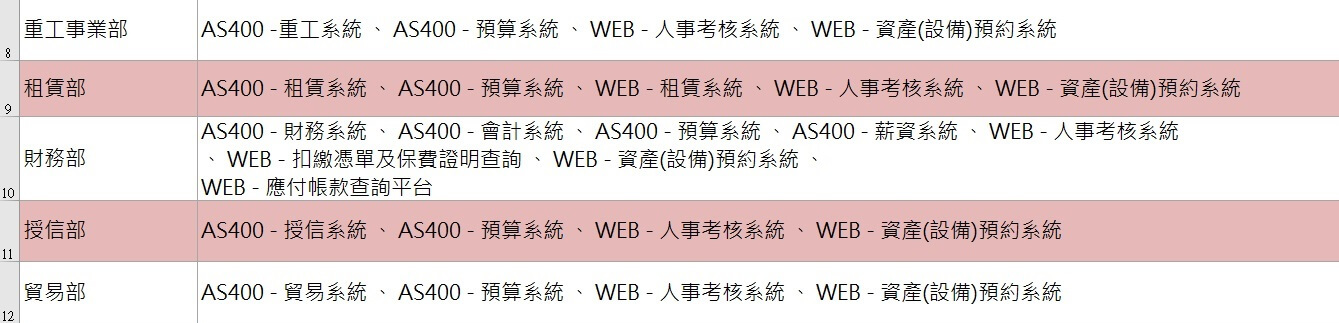 8 重工事業部 AS400 -重工系統 、 AS400 - 預算系統 、 WEB - 人事考核系統 、 WEB - 資產(設備)預約系統
9 租賃部 AS400 - 租賃系統 、 AS400 - 預算系統 、 WEB - 租賃系統 、 WEB - 人事考核系統 、 WEB - 資產(設備)預約系統
AS400 - 財務系統 、 AS400 - 會計系統 、 AS400 - 預算系統 、 AS400 - 薪資系統 、 WEB - 人事考核系統
10 財務部 、 WEB - 扣繳憑單及保費證明查詢 、 WEB - 資產(設備)預約系統 、
WEB - 應付帳款查詢平台
11 授信部 AS400 - 授信系統 、 AS400 - 預算系統 、 WEB - 人事考核系統 、 WEB - 資產(設備)預約系統
12 貿易部 AS400 - 貿易系統 、 AS400 - 預算系統 、 WEB - 人事考核系統 、 WEB - 資產(設備)預約系統